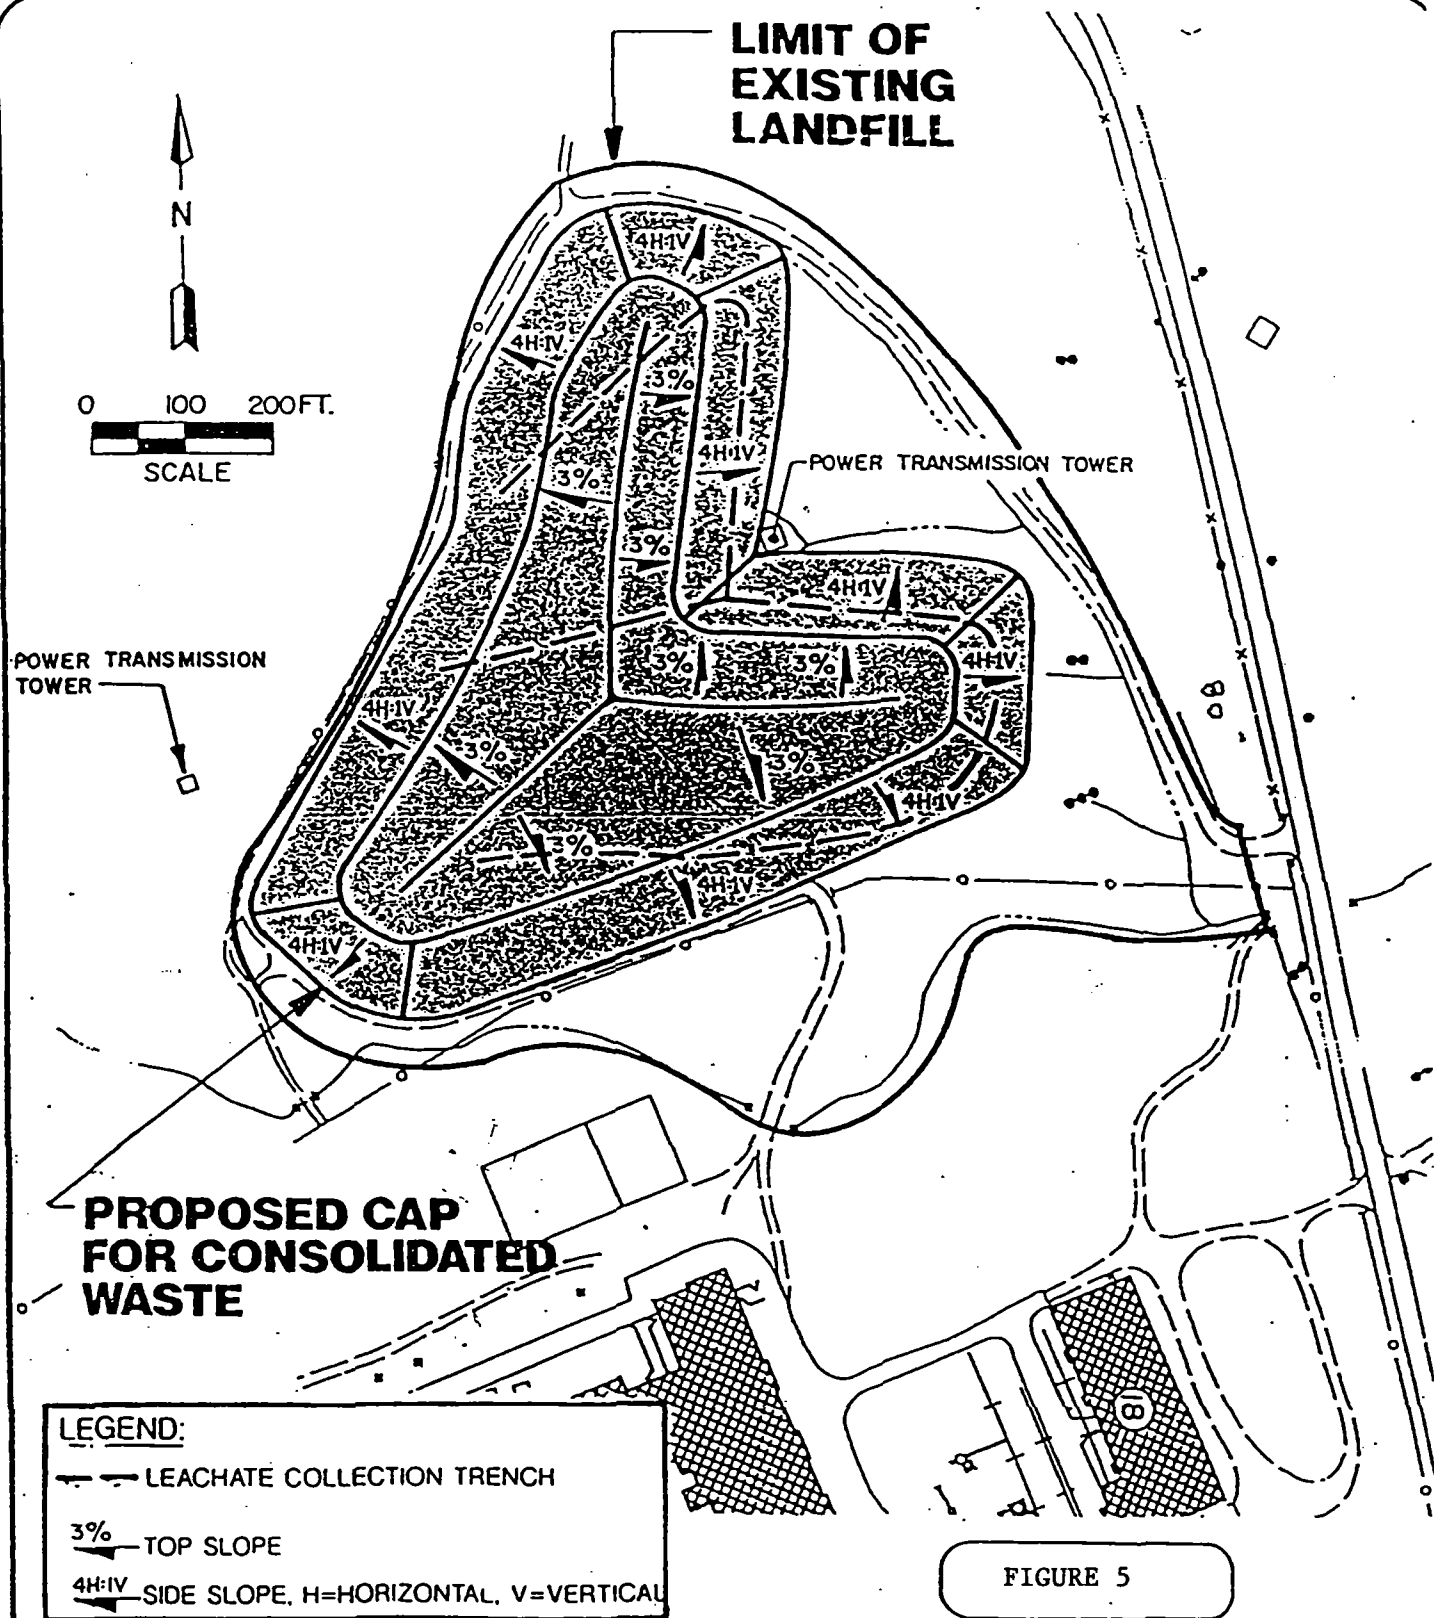 LIMIT OF
EXISTING
LANDFILL
N
0 100 200FT.
SCALE
4H:1V
4H:1V
3%
4H:1V
POWER TRANSMISSION TOWER
3%
3%
4H:1V
POWER TRANSMISSION
TOWER
3%
3%
4H:1V
4H:1V
3%
3%
4H:1V
3%
4H:1V
4H:1V
PROPOSED CAP
FOR CONSOLIDATED
WASTE
18
LEGEND:
LEACHATE COLLECTION TRENCH
3% TOP SLOPE
4H:1V SIDE SLOPE, H=HORIZONTAL, V=VERTICAL
FIGURE 5